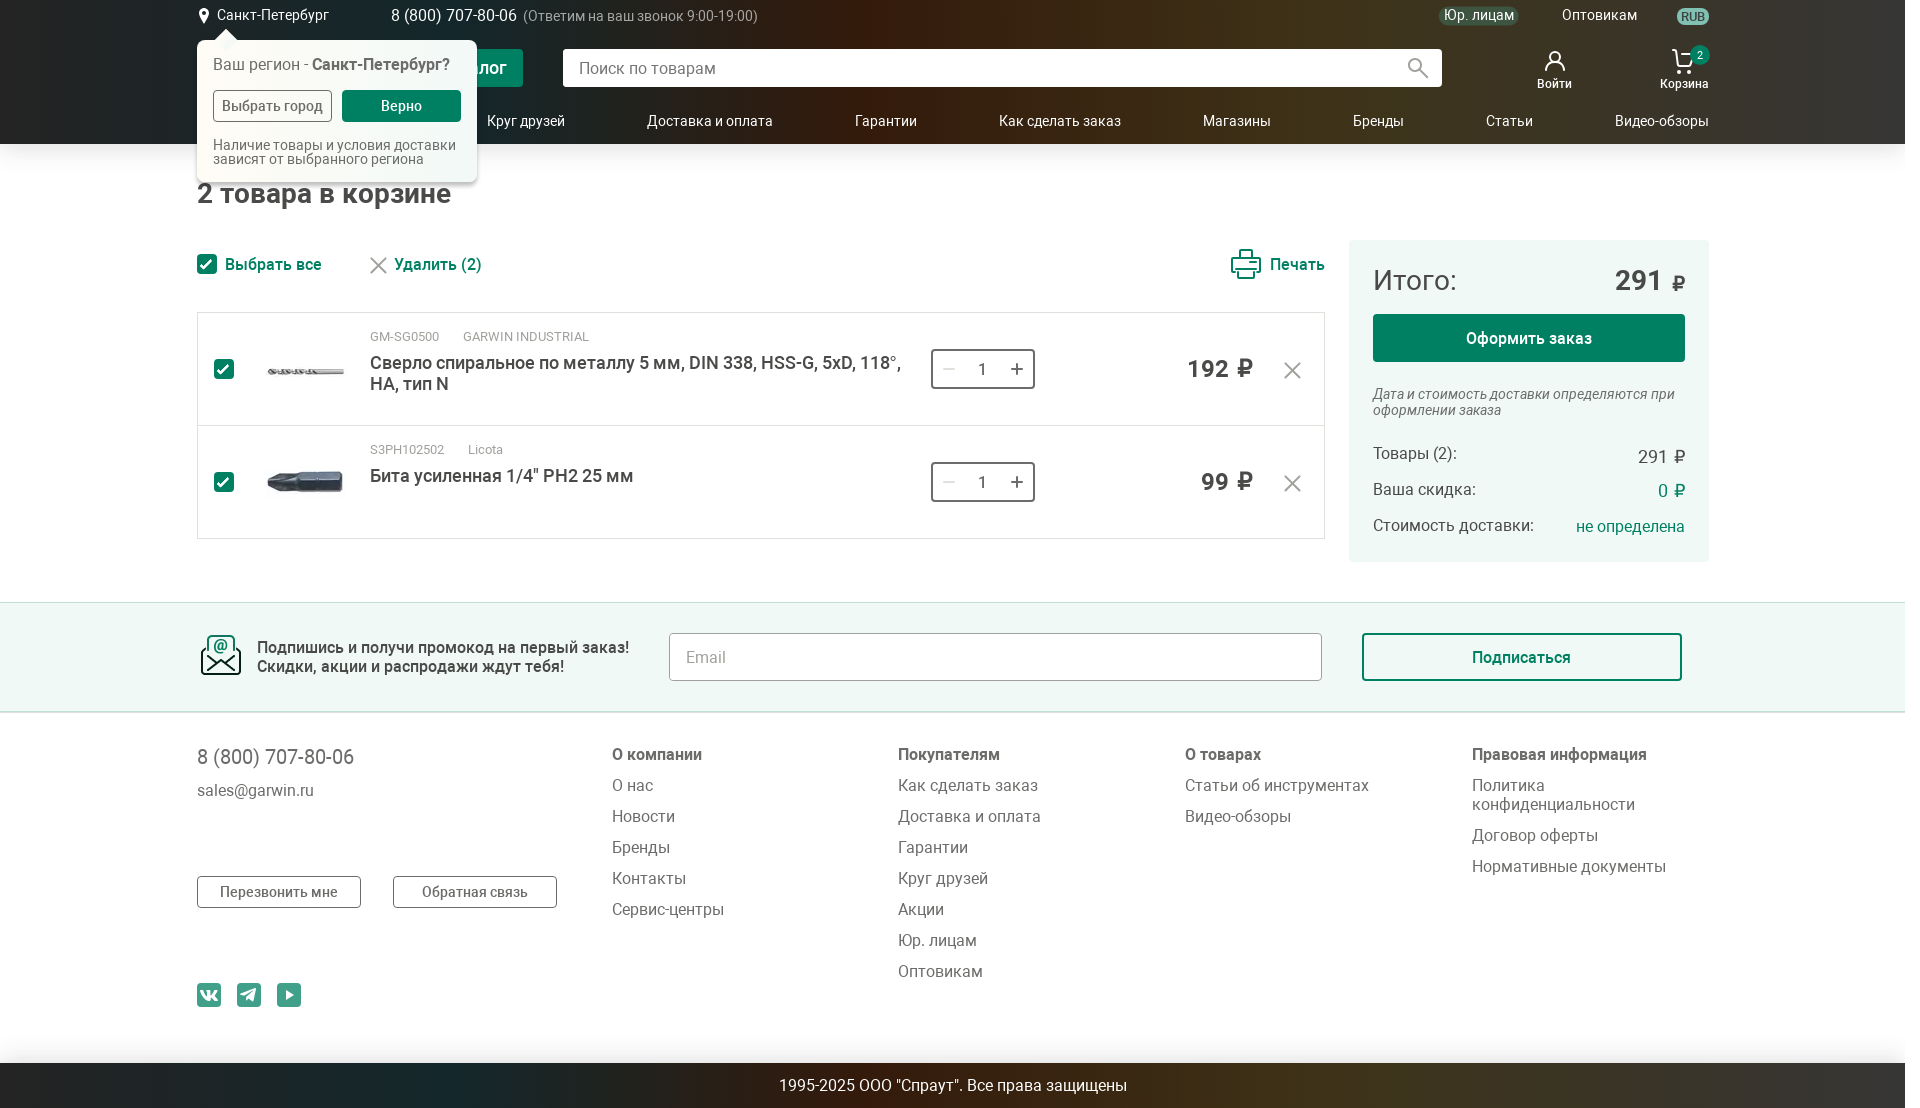 Санкт-Петербург
8 (800) 707-80-06 (Ответим на ваш звонок 9:00-19:00)
Юр. лицам
Оптовикам
RUB
Ваш регион - Санкт-Петербург?
Выбрать город
Верно
Наличие товары и условия доставки
зависят от выбранного региона
лог
Поиск по товарам
Войти
2
Корзина
Круг друзей
Доставка и оплата
Гарантии
Как сделать заказ
Магазины
Бренды
Статьи
Видео-обзоры
2 товара в корзине
Выбрать все
Удалить (2)
Печать
GM-SG0500 GARWIN INDUSTRIAL
Сверло спиральное по металлу 5 мм, DIN 338, HSS-G, 5xD, 118°,
HA, тип N
1
192 ₽
S3PH102502 Licota
Бита усиленная 1/4" PH2 25 мм
1
99 ₽
Итого: 291 ₽
Оформить заказ
Дата и стоимость доставки определяются при
оформлении заказа
Товары (2): 291 ₽
Ваша скидка: 0 ₽
Стоимость доставки: не определена
Подпишись и получи промокод на первый заказ!
Скидки, акции и распродажи ждут тебя!
Email
Подписаться
8 (800) 707-80-06
sales@garwin.ru
Перезвонить мне
Обратная связь
О компании
О нас
Новости
Бренды
Контакты
Сервис-центры
Покупателям
Как сделать заказ
Доставка и оплата
Гарантии
Круг друзей
Акции
Юр. лицам
Оптовикам
О товарах
Статьи об инструментах
Видео-обзоры
Правовая информация
Политика
конфиденциальности
Договор оферты
Нормативные документы
1995-2025 ООО "Спраут". Все права защищены